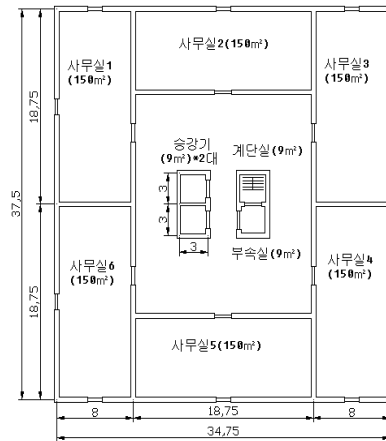 사무실1
(150㎡)
사무실2(150㎡)
사무실3
(150㎡)
승강기
(9㎡)*2대
계단실(9㎡)
부속실(9㎡)
사무실6
(150㎡)
사무실4
(150㎡)
사무실5(150㎡)
37,5
18,75
18,75
3
3
3
8
18,75
8
34,75